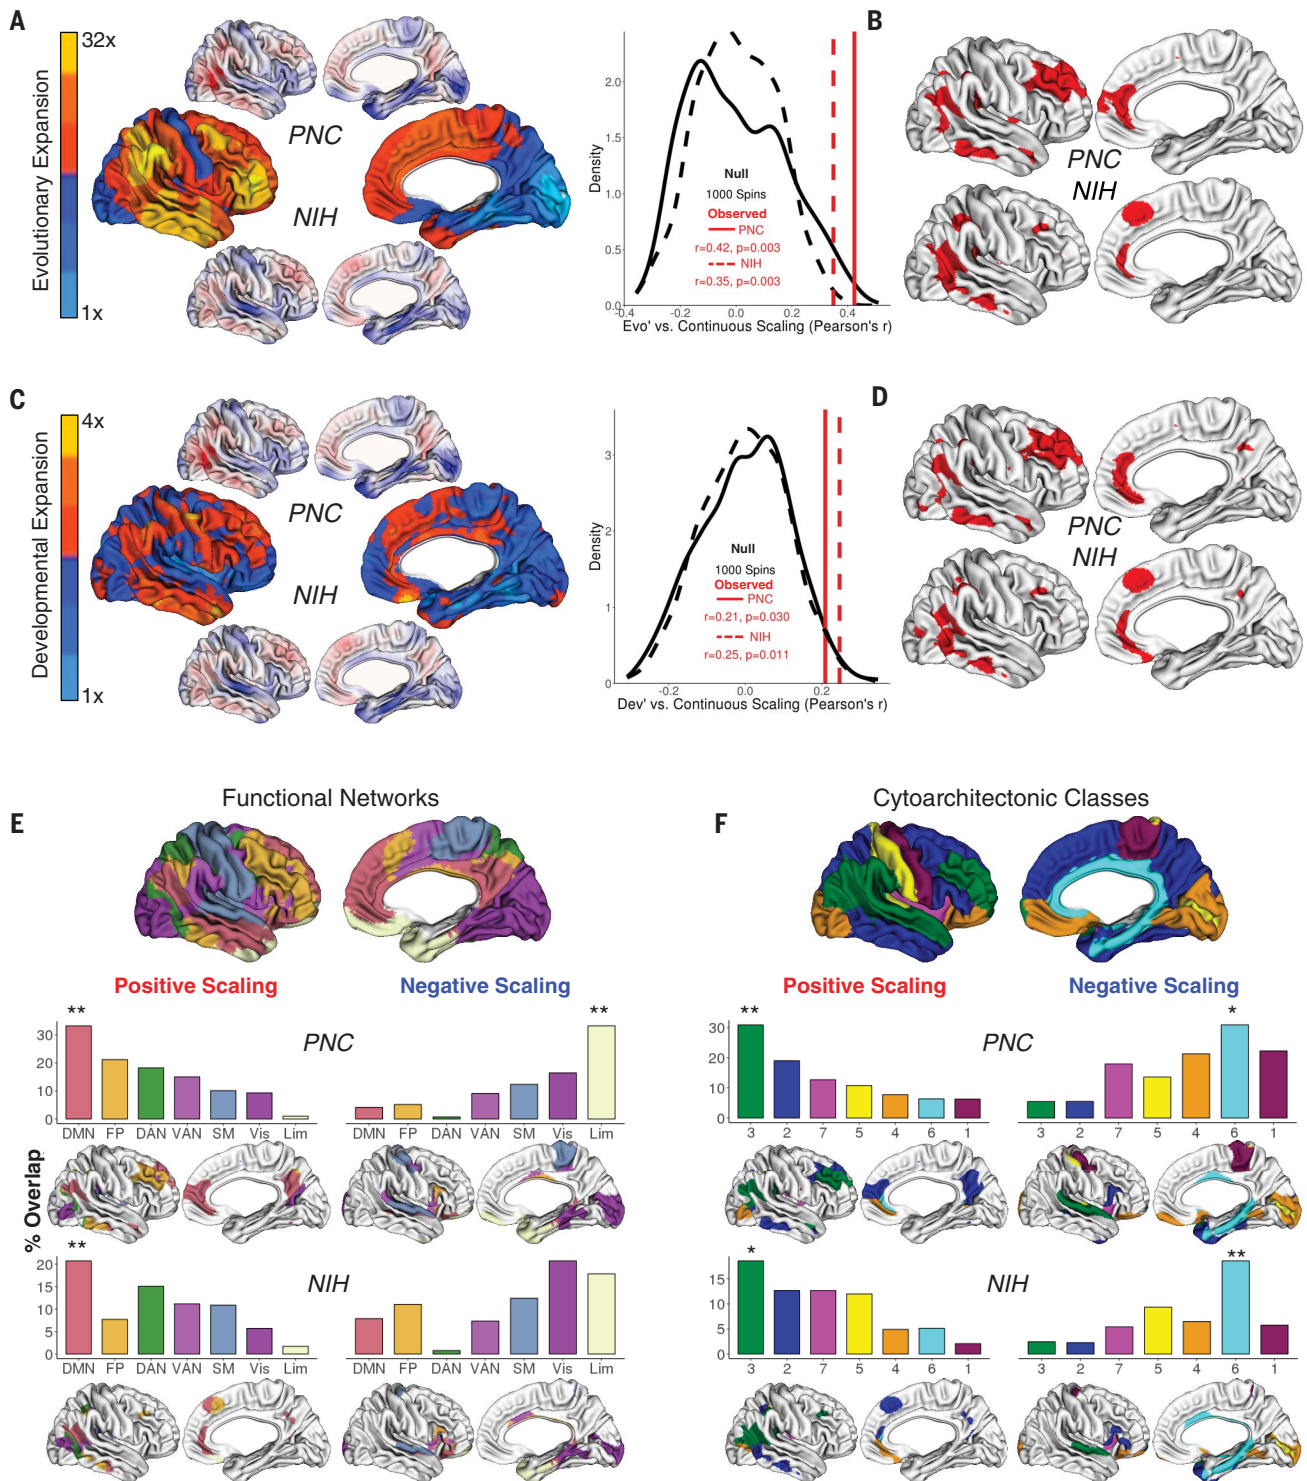 A
32x
Evolutionary Expansion
1x
PNC
NIH
Density
2.0
1.5
1.0
0.5
0.0
Null
1000 Spins
Observed
PNC
r=0.42, p=0.003
NIH
r=0.35, p=0.003
-0.4 -0.2 0.0 0.2 0.4
Evo' vs. Continuous Scaling (Pearson's r)
B
PNC
NIH
C
4x
Developmental Expansion
1x
PNC
NIH
Density
3
2
1
0
Null
1000 Spins
Observed
PNC
r=0.21, p=0.030
NIH
r=0.25, p=0.011
-0.2 0.0 0.2
Dev' vs. Continuous Scaling (Pearson's r)
D
PNC
NIH
E
Functional Networks
Positive Scaling
Negative Scaling
% Overlap
** **
PNC
30
20
10
0
DMN FP DAN VAN SM Vis Lim
DMN FP DAN VAN SM Vis Lim
**
NIH
20
15
10
5
0
DMN FP DAN VAN SM Vis Lim
DMN FP DAN VAN SM Vis Lim
F
Cytoarchitectonic Classes
Positive Scaling
Negative Scaling
** *
PNC
30
20
10
0
3 2 7 5 4 6 1
3 2 7 5 4 6 1
* **
NIH
15
10
5
0
3 2 7 5 4 6 1
3 2 7 5 4 6 1